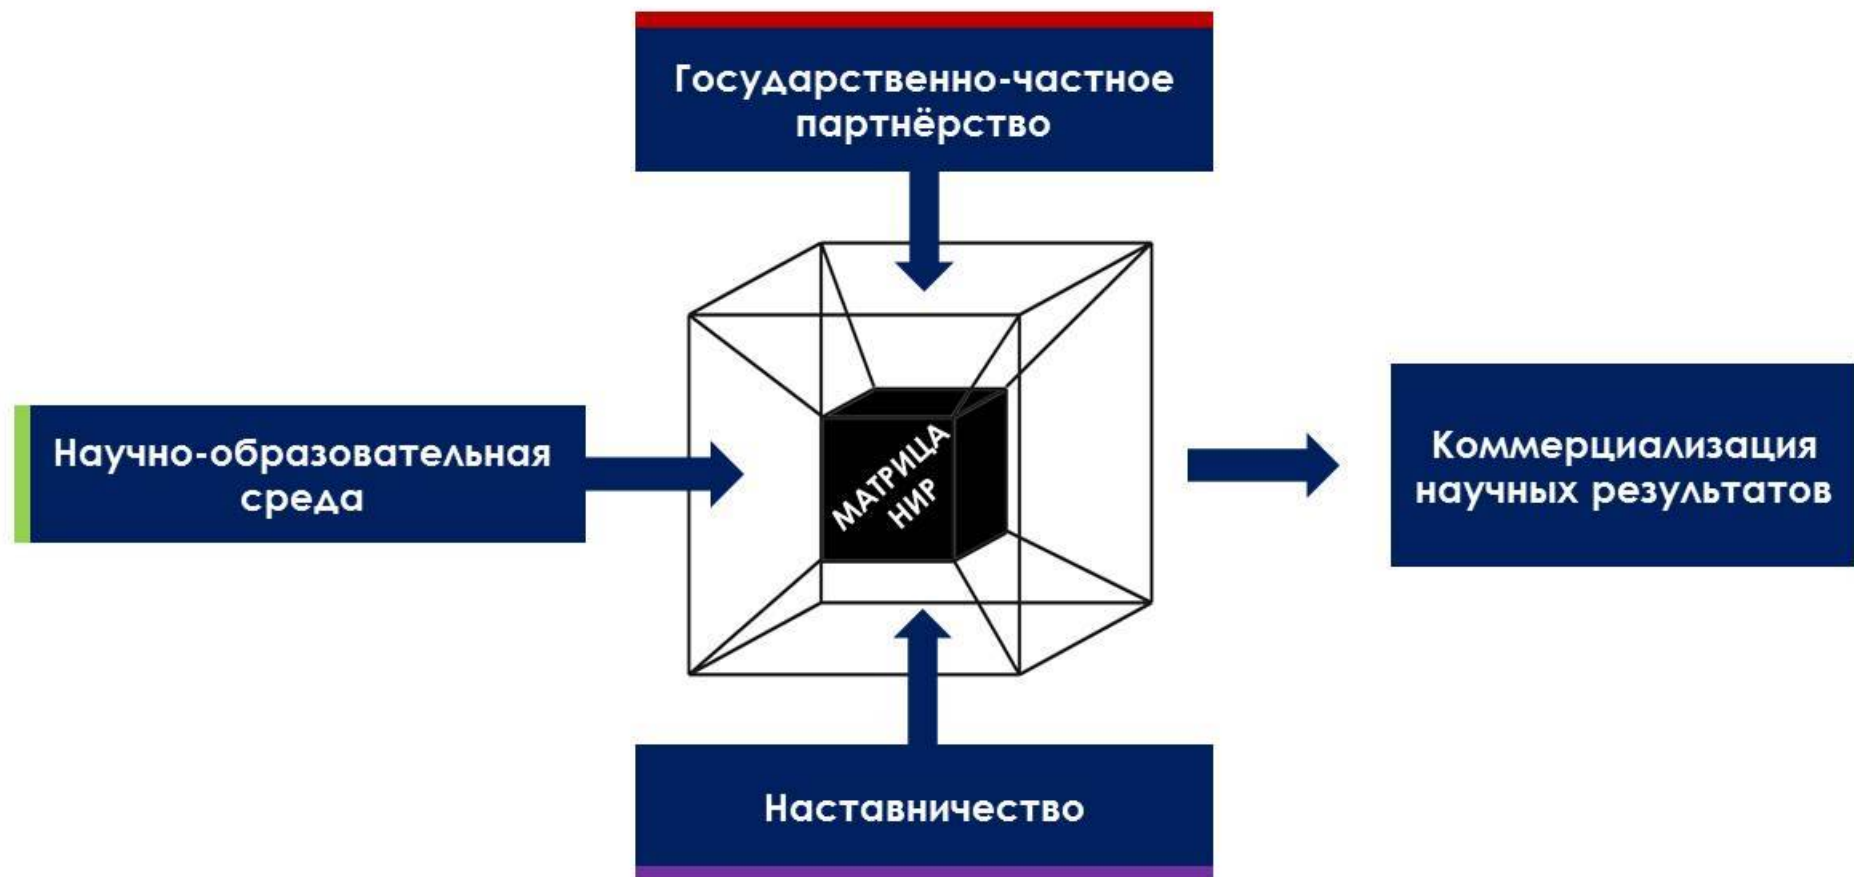 Государственно-частное
партнёрство
Научно-образовательная
среда
МАТРИЦА
НИР
Коммерциализация
научных результатов
Наставничество